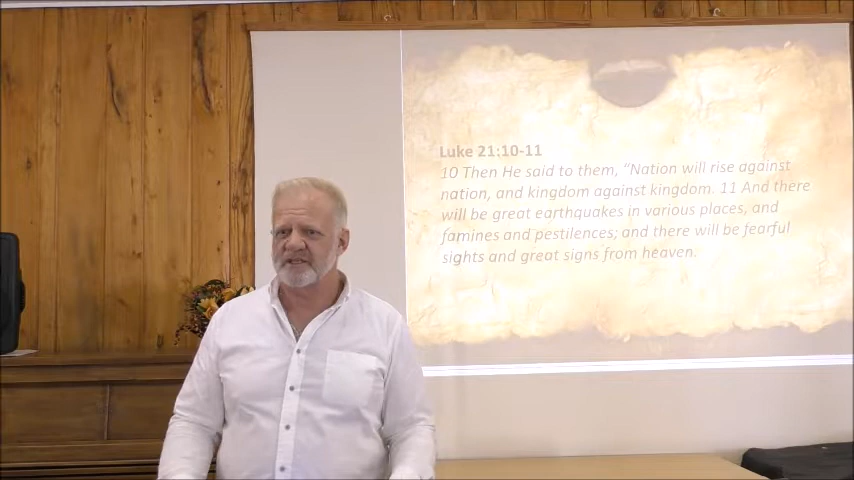 Luke 21:10-11
10 Then He said to them, “Nation will rise against
nation, and kingdom against kingdom. 11 And there
will be great earthquakes in various places, and
famines and pestilences; and there will be fearful
sights and great signs from heaven.